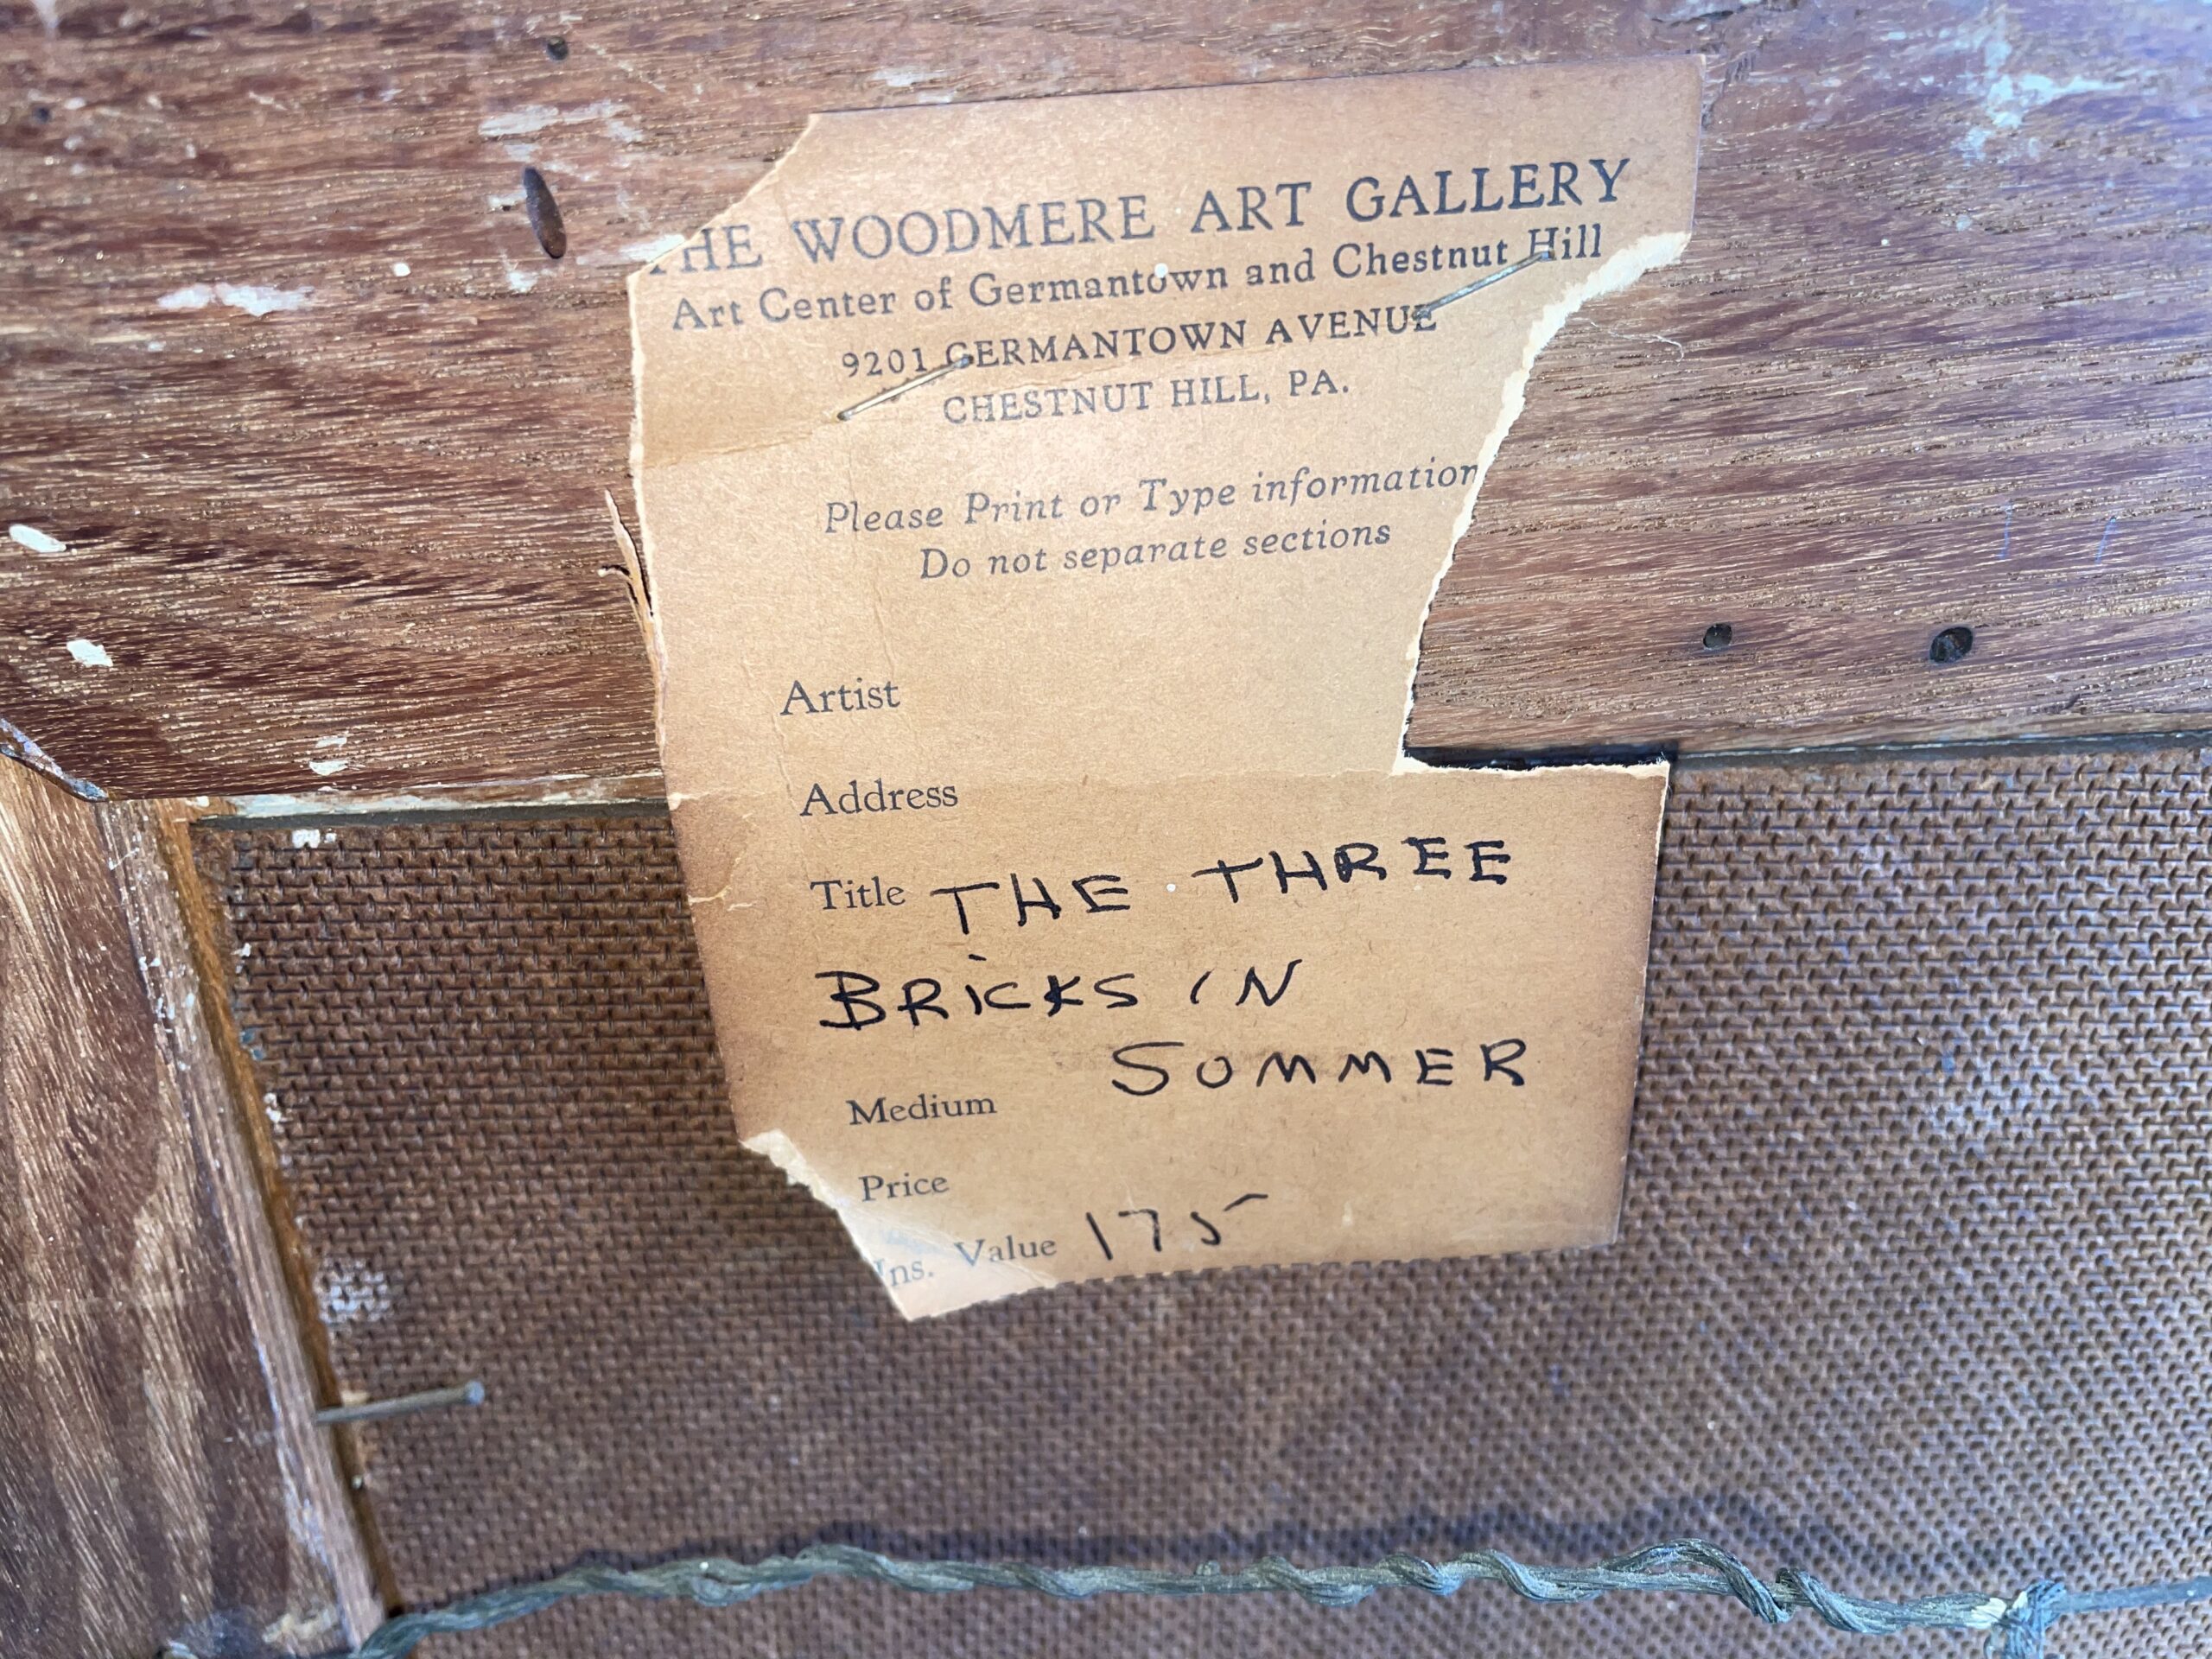 THE WOODMERE ART GALLERY
Art Center of Germantown and Chestnut Hill
9201 GERMANTOWN AVENUE
CHESTNUT HILL, PA.
Please Print or Type information
Do not separate sections
Artist
Address
Title THE THREE
BRICKS IN
SOMMER
Medium
Price
Ins. Value 175